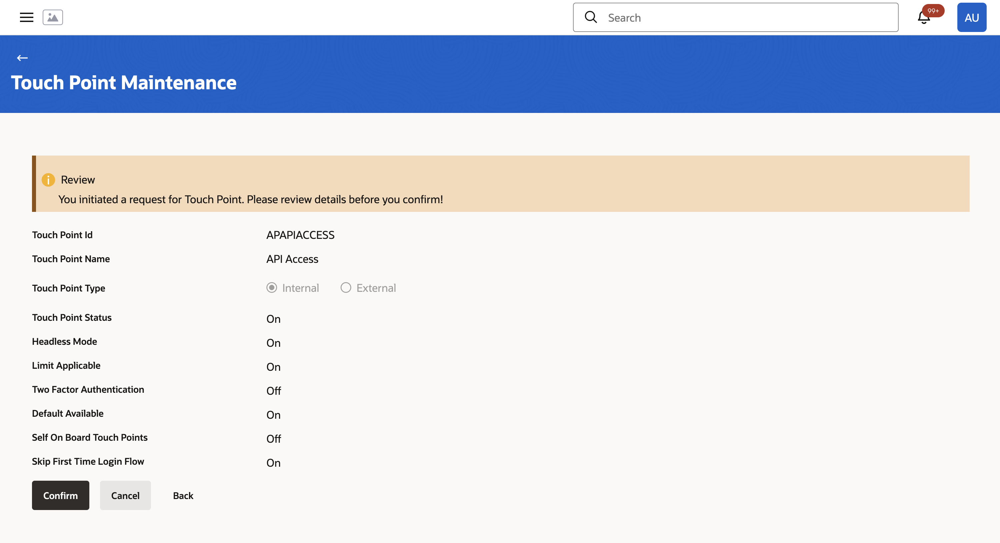 Search
99+
AU
Touch Point Maintenance
Review
You initiated a request for Touch Point. Please review details before you confirm!
Touch Point Id APAPIACCESS
Touch Point Name API Access
Touch Point Type Internal External
Touch Point Status On
Headless Mode On
Limit Applicable On
Two Factor Authentication Off
Default Available On
Self On Board Touch Points Off
Skip First Time Login Flow On
Confirm Cancel Back